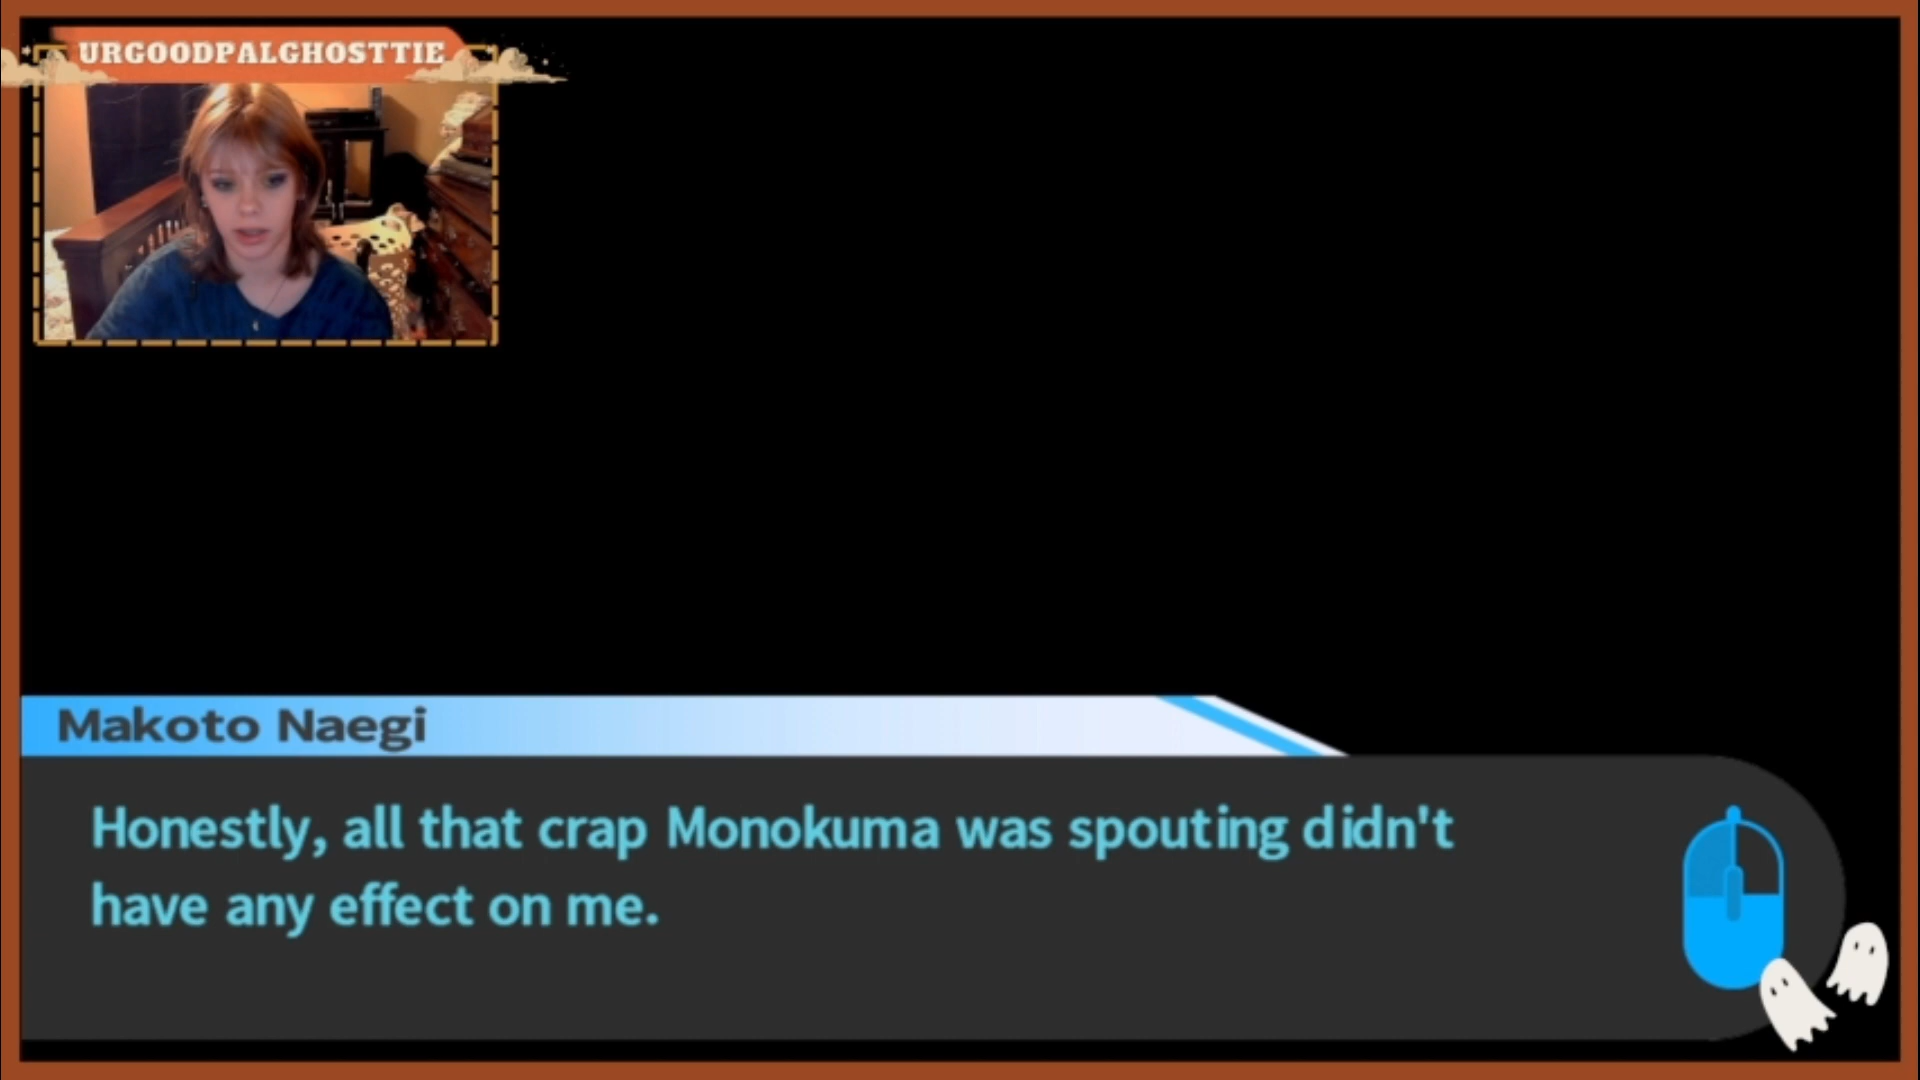 URGOODPALGHOSTTIE
Makoto Naegi
Honestly, all that crap Monokuma was spouting didn't
have any effect on me.